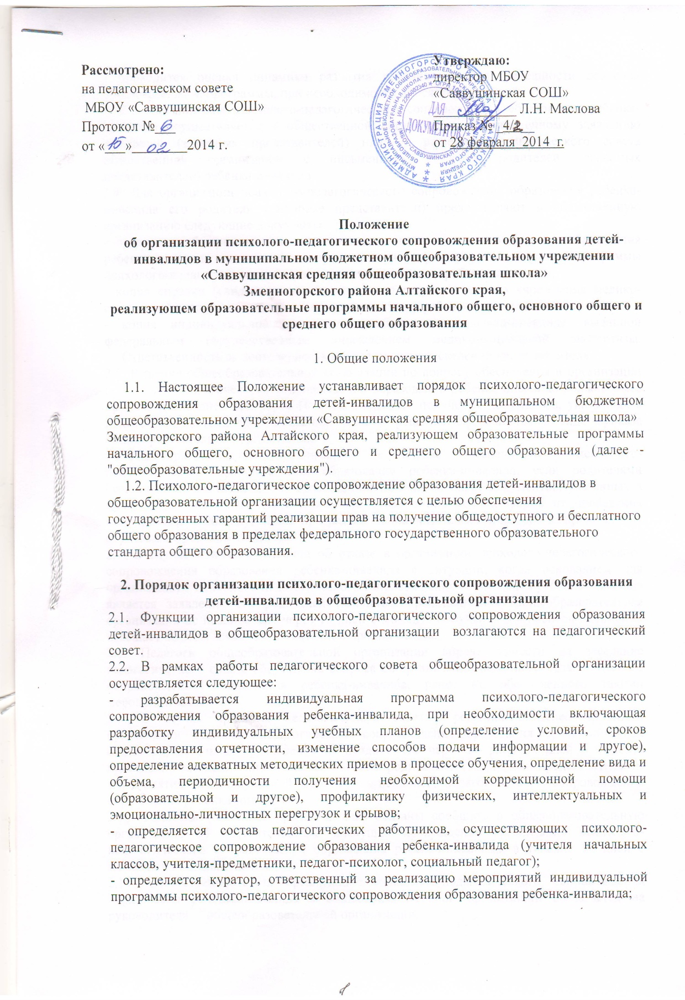 Рассмотрено:
на педагогическом совете
МБОУ «Саввушинская СОШ»
Протокол № 6
от « 15 » 02 2014 г.
Утверждаю:
директор МБОУ
«Саввушинская СОШ»
Л.Н. Маслова
Приказ № 4/2
от 28 февраля 2014 г.
ДЛЯ
ДОКУМЕНТОВ
Положение
об организации психолого-педагогического сопровождения образования детей-
инвалидов в муниципальном бюджетном общеобразовательном учреждении
«Саввушинская средняя общеобразовательная школа»
Змеиногорского района Алтайского края,
реализующем образовательные программы начального общего, основного общего и
среднего общего образования
1. Общие положения
1.1. Настоящее Положение устанавливает порядок психолого-педагогического
сопровождения образования детей-инвалидов в муниципальном бюджетном
общеобразовательном учреждении «Саввушинская средняя общеобразовательная школа»
Змеиногорского района Алтайского края, реализующем образовательные программы
начального общего, основного общего и среднего общего образования (далее -
"общеобразовательные учреждения").
1.2. Психолого-педагогическое сопровождение образования детей-инвалидов в
общеобразовательной организации осуществляется с целью обеспечения
государственных гарантий реализации прав на получение общедоступного и бесплатного
общего образования в пределах федерального государственного образовательного
стандарта общего образования.
2. Порядок организации психолого-педагогического сопровождения образования
детей-инвалидов в общеобразовательной организации
2.1. Функции организации психолого-педагогического сопровождения образования
детей-инвалидов в общеобразовательной организации возлагаются на педагогический
совет.
2.2. В рамках работы педагогического совета общеобразовательной организации
осуществляется следующее:
- разрабатывается индивидуальная программа психолого-педагогического
сопровождения образования ребенка-инвалида, при необходимости включающая
разработку индивидуальных учебных планов (определение условий, сроков
предоставления отчетности, изменение способов подачи информации и другое),
определение адекватных методических приемов в процессе обучения, определение вида и
объема, периодичности получения необходимой коррекционной помощи
(образовательной и другое), профилактику физических, интеллектуальных и
эмоционально-личностных перегрузок и срывов;
- определяется состав педагогических работников, осуществляющих психолого-
педагогическое сопровождение образования ребенка-инвалида (учителя начальных
классов, учителя-предметники, педагог-психолог, социальный педагог);
- определяется куратор, ответственный за реализацию мероприятий индивидуальной
программы психолого-педагогического сопровождения образования ребенка-инвалида;
1